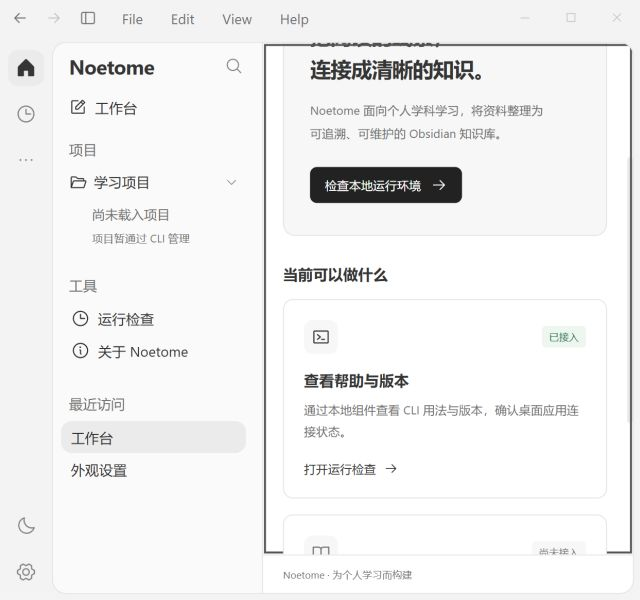 File Edit View Help
Noetome
工作台
项目
学习项目
尚未载入项目
项目暂通过 CLI 管理
工具
运行检查
关于 Noetome
最近访问
工作台
外观设置
连接成清晰的知识。
Noetome 面向个人学科学习，将资料整理为
可追溯、可维护的 Obsidian 知识库。
检查本地运行环境
当前可以做什么
已接入
查看帮助与版本
通过本地组件查看 CLI 用法与版本，确认桌面应用连
接状态。
打开运行检查
尚未接入
Noetome · 为个人学习而构建